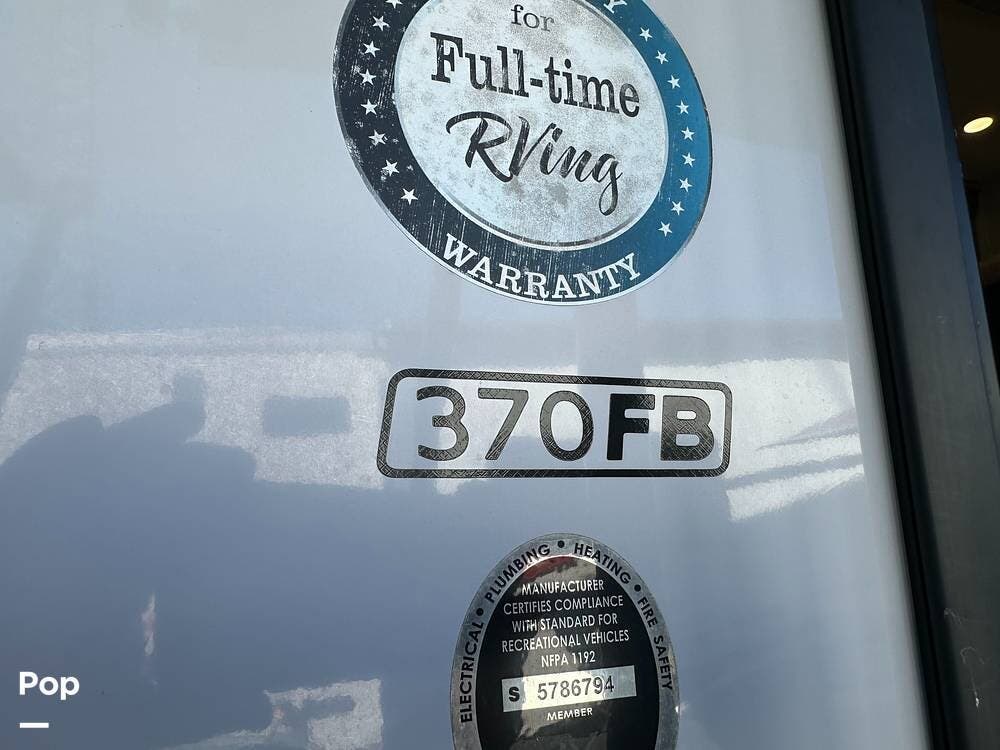 for
Full-time
RVing
WARRANTY
370FB
ELECTRICAL • PLUMBING • HEATING • FIRE SAFETY
MANUFACTURER
CERTIFIES COMPLIANCE
WITH STANDARD FOR
RECREATIONAL VEHICLES
NFPA 1192
S 5786794
MEMBER
Pop